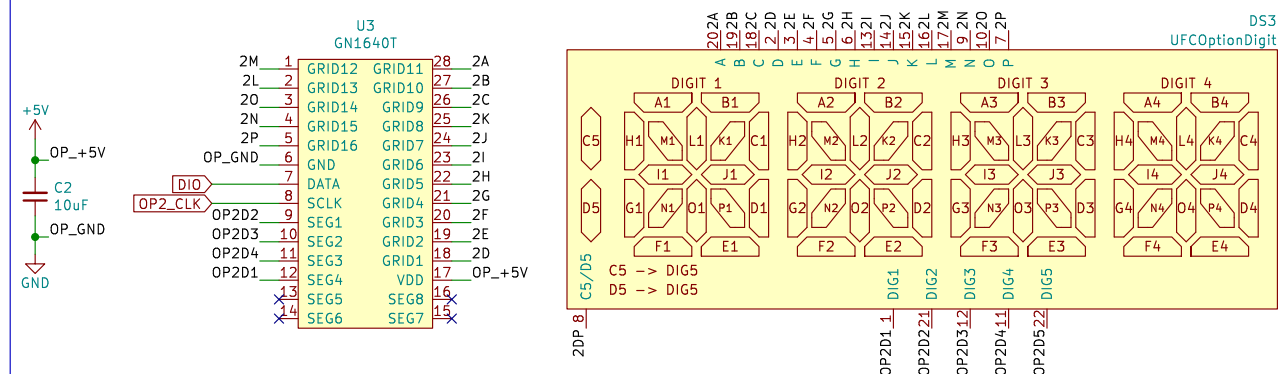 U3
GN1640T
2M 1 GRID12 GRID11 28 2A
2L 2 GRID13 GRID10 27 2B
2O 3 GRID14 GRID9 26 2C
2N 4 GRID15 GRID8 25 2K
2P 5 GRID16 GRID7 24 2J
OP_GND 6 GND GRID6 23 2I
DIO 7 DATA GRID5 22 2H
OP2_CLK 8 SCLK GRID4 21 2G
OP2D2 9 SEG1 GRID3 20 2F
OP2D3 10 SEG2 GRID2 19 2E
OP2D4 11 SEG3 GRID1 18 2D
OP2D1 12 SEG4 VDD 17 OP_+5V
13 SEG5 SEG8 16
14 SEG6 SEG7 15
+5V
OP_+5V
C2
10uF
OP_GND
GND
DS3
UFCOptionDigit
20 2A
19 2B
18 2C
2 2D
3 2E
4 2F
5 2G
6 2H
13 2I
14 2J
15 2K
16 2L
17 2M
9 2N
10 2O
7 2P
A B C D E F G H I J K L M N O P
DIGIT 1 DIGIT 2 DIGIT 3 DIGIT 4
A1 B1 A2 B2 A3 B3 A4 B4
C5 H1 M1 L1 K1 C1 H2 M2 L2 K2 C2 H3 M3 L3 K3 C3 H4 M4 L4 K4 C4
I1 J1 I2 J2 I3 J3 I4 J4
D5 G1 N1 O1 P1 D1 G2 N2 O2 P2 D2 G3 N3 O3 P3 D3 G4 N4 O4 P4 D4
F1 E1 F2 E2 F3 E3 F4 E4
C5 -> DIG5
D5 -> DIG5
C5/D5
DIG1 DIG2 DIG3 DIG4 DIG5
2DP 8
OP2D1 1
OP2D2 21
OP2D3 12
OP2D4 11
OP2D5 22